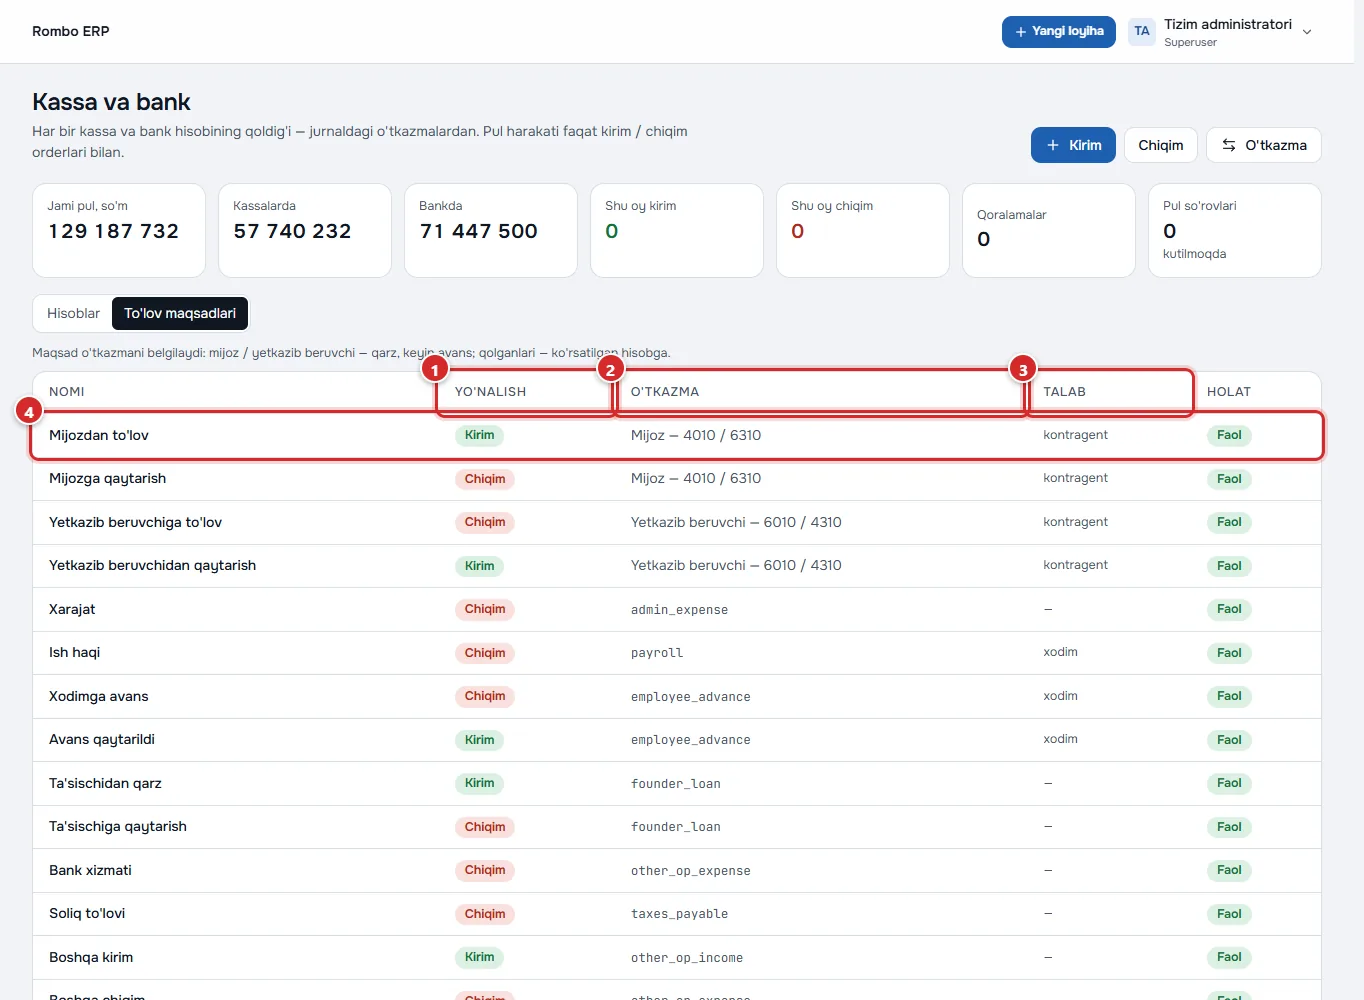 Rombo ERP
+ Yangi loyiha
TA
Tizim administratori
Superuser
Kassa va bank
Har bir kassa va bank hisobining qoldig'i — jurnaldagi o'tkazmalardan. Pul harakati faqat kirim / chiqim
orderlari bilan.
+ Kirim
Chiqim
O'tkazma
Jami pul, so'm
129 187 732
Kassalarda
57 740 232
Bankda
71 447 500
Shu oy kirim
0
Shu oy chiqim
0
Qoralamalar
0
Pul so'rovlari
0
kutilmoqda
Hisoblar
To'lov maqsadlari
Maqsad o'tkazmani belgilaydi: mijoz / yetkazib beruvchi — qarz, keyin avans; qolganlari — ko'rsatilgan hisobga.
1
2
3
NOMI YO'NALISH O'TKAZMA TALAB HOLAT
4
Mijozdan to'lov Kirim Mijoz — 4010 / 6310 kontragent Faol
Mijozga qaytarish Chiqim Mijoz — 4010 / 6310 kontragent Faol
Yetkazib beruvchiga to'lov Chiqim Yetkazib beruvchi — 6010 / 4310 kontragent Faol
Yetkazib beruvchidan qaytarish Kirim Yetkazib beruvchi — 6010 / 4310 kontragent Faol
Xarajat Chiqim admin_expense — Faol
Ish haqi Chiqim payroll xodim Faol
Xodimga avans Chiqim employee_advance xodim Faol
Avans qaytarildi Kirim employee_advance xodim Faol
Ta'sischidan qarz Kirim founder_loan — Faol
Ta'sischiga qaytarish Chiqim founder_loan — Faol
Bank xizmati Chiqim other_op_expense — Faol
Soliq to'lovi Chiqim taxes_payable — Faol
Boshqa kirim Kirim other_op_income — Faol
Boshqa chiqim Chiqim other_op_expense — Faol